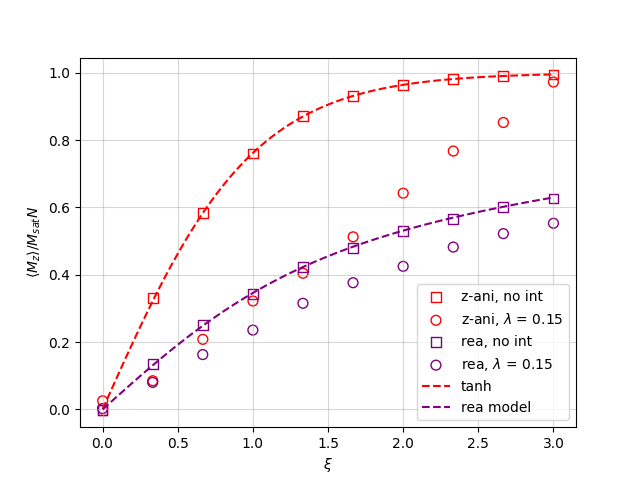 1.0
0.8
0.6
0.4
0.2
0.0
⟨M_z⟩/M_{sat}N
0.0 0.5 1.0 1.5 2.0 2.5 3.0
ξ
z-ani, no int
z-ani, λ = 0.15
rea, no int
rea, λ = 0.15
tanh
rea model